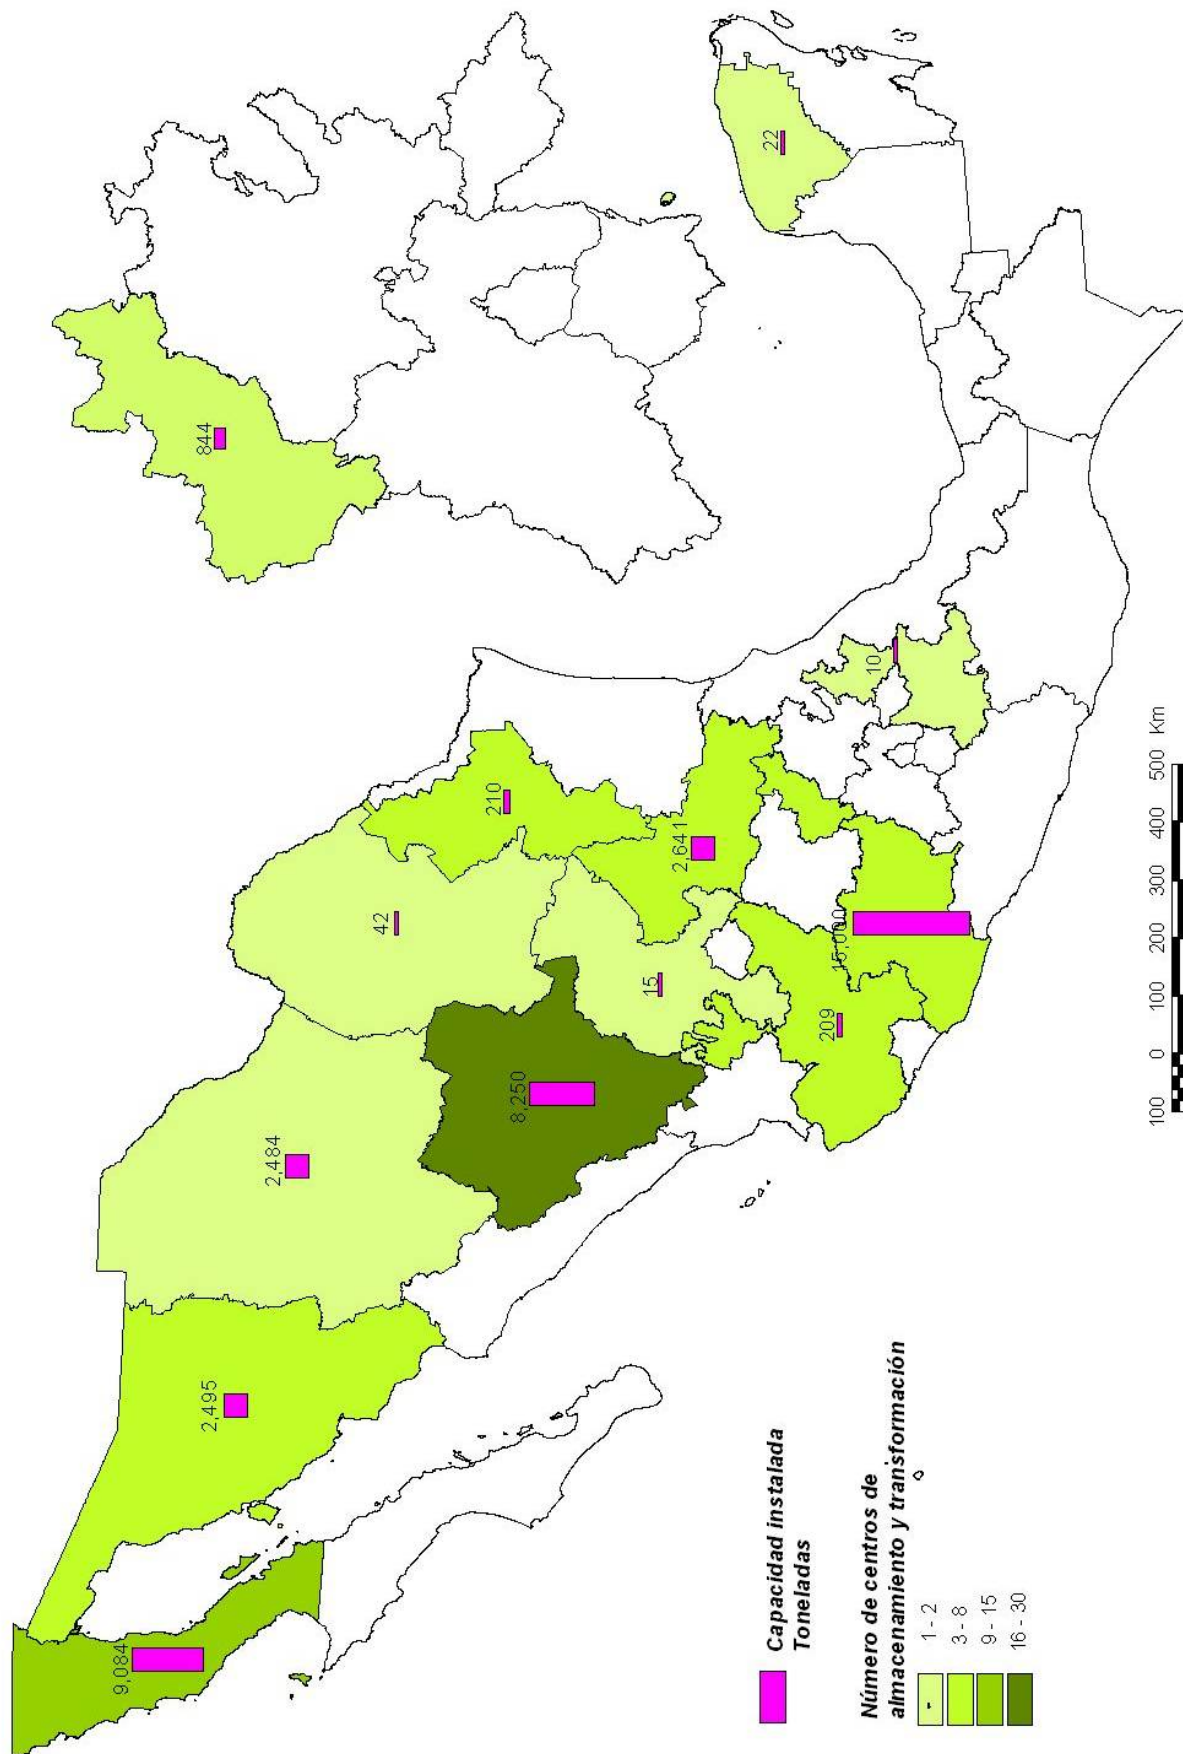 9,084
2,495
2,484
8,250
42
210
15
2,641
209
15,000
10
844
22
Capacidad instalada
Toneladas
Número de centros de
almacenamiento y transformación
1 - 2
3 - 8
9 - 15
16 - 30
100 0 100 200 300 400 500 Km